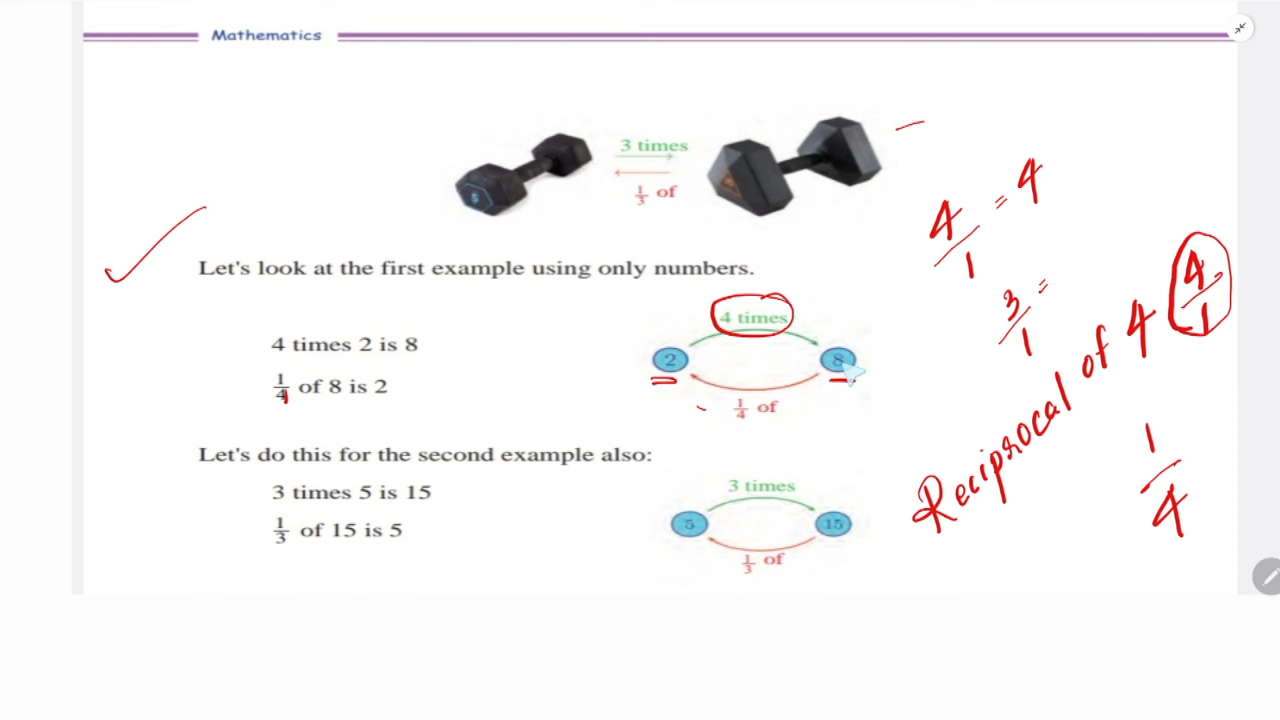 Mathematics
3 times
1/3 of
Let's look at the first example using only numbers.
4 times 2 is 8
1/4 of 8 is 2
4 times
2
8
1/4 of
Let's do this for the second example also:
3 times 5 is 15
1/3 of 15 is 5
3 times
5
15
1/3 of
4/1 = 4
3/1 =
Reciprocal of 4 4/1
1/4